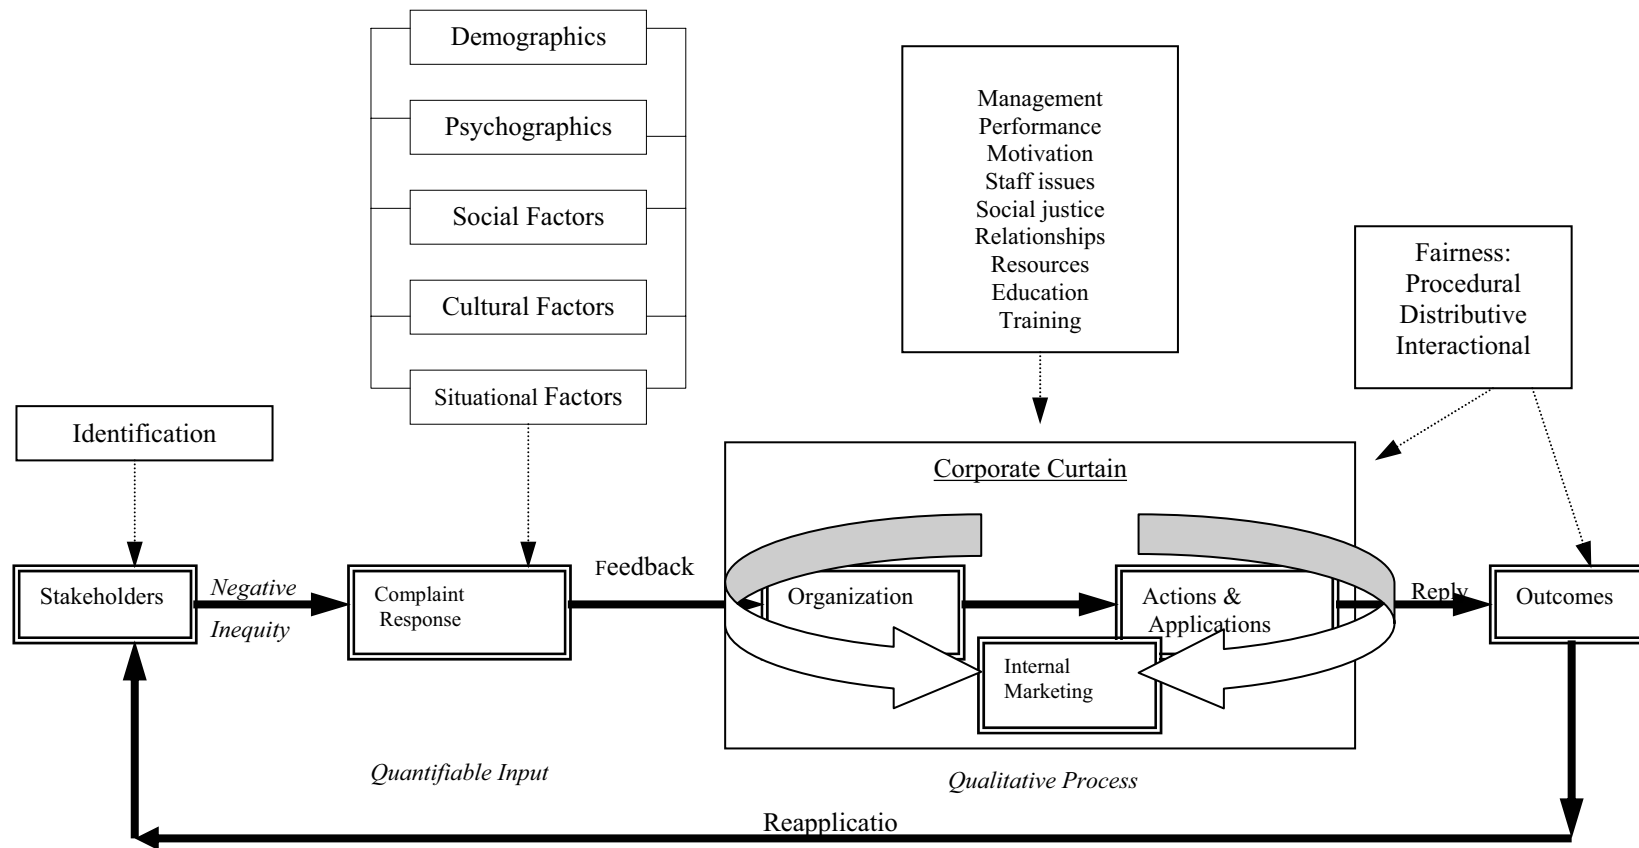 Demographics
Psychographics
Social Factors
Cultural Factors
Situational Factors
Management
Performance
Motivation
Staff issues
Social justice
Relationships
Resources
Education
Training
Fairness:
Procedural
Distributive
Interactional
Identification
Corporate Curtain
Stakeholders
Negative
Inequity
Complaint
Response
Feedback
Organization
Actions &
Applications
Internal
Marketing
Reply
Outcomes
Quantifiable Input
Qualitative Process
Reapplicatio